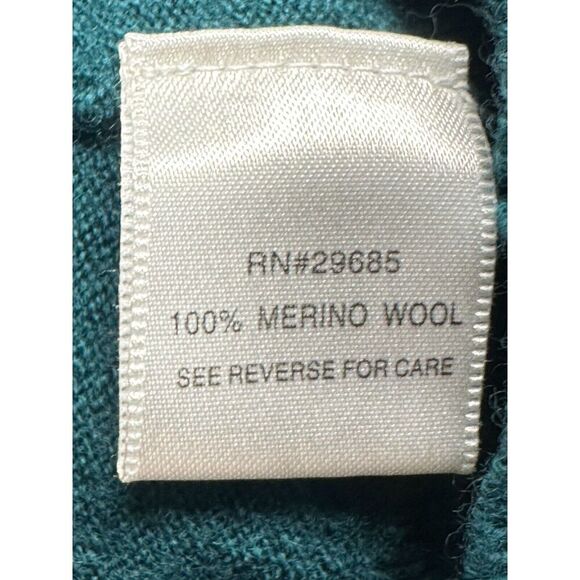 RN#29685
100% MERINO WOOL
SEE REVERSE FOR CARE